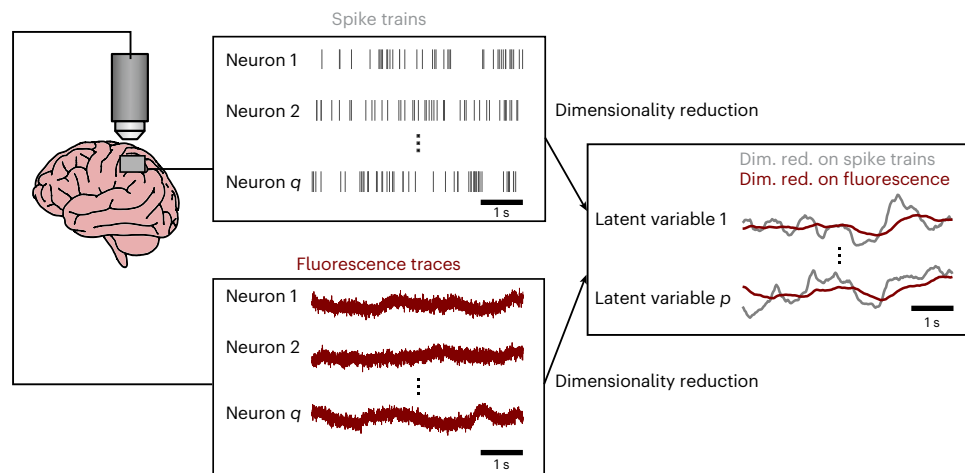 Spike trains
Neuron 1
Neuron 2
Neuron q
1 s
Dimensionality reduction
Fluorescence traces
Neuron 1
Neuron 2
Neuron q
1 s
Dimensionality reduction
Dim. red. on spike trains
Dim. red. on fluorescence
Latent variable 1
Latent variable p
1 s